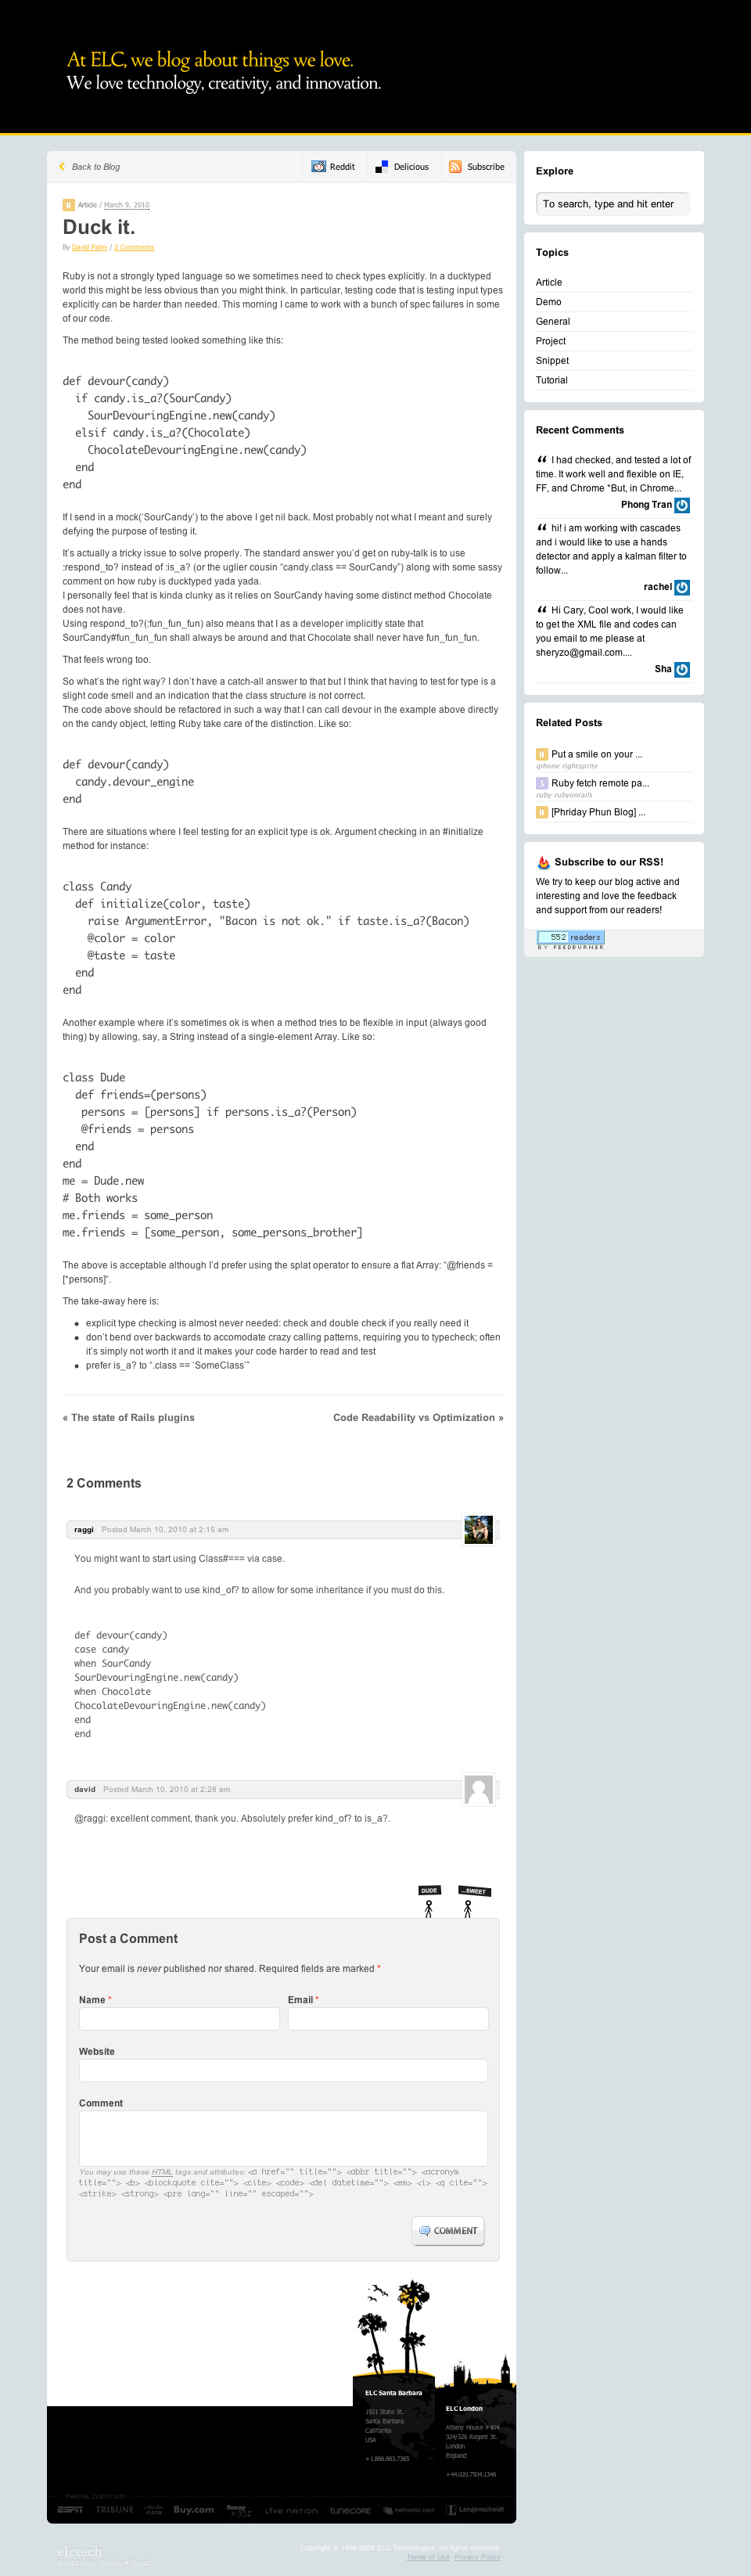 At ELC, we blog about things we love.
We love technology, creativity, and innovation.
Back to Blog
Reddit
Delicious
Subscribe
Article / March 9, 2010
Duck it.
By David Palm / 2 Comments
Ruby is not a strongly typed language so we sometimes need to check types explicitly. In a ducktyped
world this might be less obvious than you might think. In particular, testing code that is testing input types
explicitly can be harder than needed. This morning I came to work with a bunch of spec failures in some
of our code.
The method being tested looked something like this:
def devour(candy)
  if candy.is_a?(SourCandy)
    SourDevouringEngine.new(candy)
  elsif candy.is_a?(Chocolate)
    ChocolateDevouringEngine.new(candy)
  end
end
If I send in a mock('SourCandy') to the above I get nil back. Most probably not what I meant and surely
defying the purpose of testing it.
It's actually a tricky issue to solve properly. The standard answer you'd get on ruby-talk is to use
:respond_to? instead of :is_a? (or the uglier cousin “candy.class == SourCandy”) along with some sassy
comment on how ruby is ducktyped yada yada.
I personally feel that is kinda clunky as it relies on SourCandy having some distinct method Chocolate
does not have.
Using respond_to?(:fun_fun_fun) also means that I as a developer implicitly state that
SourCandy#fun_fun_fun shall always be around and that Chocolate shall never have fun_fun_fun.
That feels wrong too.
So what's the right way? I don't have a catch-all answer to that but I think that having to test for type is a
slight code smell and an indication that the class structure is not correct.
The code above should be refactored in such a way that I can call devour in the example above directly
on the candy object, letting Ruby take care of the distinction. Like so:
def devour(candy)
  candy.devour_engine
end
There are situations where I feel testing for an explicit type is ok. Argument checking in an #initialize
method for instance:
class Candy
  def initialize(color, taste)
    raise ArgumentError, "Bacon is not ok." if taste.is_a?(Bacon)
    @color = color
    @taste = taste
  end
end
Another example where it's sometimes ok is when a method tries to be flexible in input (always good
thing) by allowing, say, a String instead of a single-element Array. Like so:
class Dude
  def friends=(persons)
   persons = [persons] if persons.is_a?(Person)
   @friends = persons
  end
end
me = Dude.new
# Both works
me.friends = some_person
me.friends = [some_person, some_persons_brother]
The above is acceptable although I'd prefer using the splat operator to ensure a flat Array: “@friends =
[*persons]“.
The take-away here is:
● explicit type checking is almost never needed: check and double check if you really need it
● don't bend over backwards to accomodate crazy calling patterns, requiring you to typecheck; often
it's simply not worth it and it makes your code harder to read and test
● prefer is_a? to “.class == 'SomeClass'”
« The state of Rails plugins
Code Readability vs Optimization »
2 Comments
raggi Posted March 10, 2010 at 2:15 am
You might want to start using Class#=== via case.
And you probably want to use kind_of? to allow for some inheritance if you must do this.
def devour(candy)
case candy
when SourCandy
SourDevouringEngine.new(candy)
when Chocolate
ChocolateDevouringEngine.new(candy)
end
end
david Posted March 10, 2010 at 2:28 am
@raggi: excellent comment, thank you. Absolutely prefer kind_of? to is_a?.
DUDE
...SWEET
Post a Comment
Your email is never published nor shared. Required fields are marked *
Name *
Email *
Website
Comment
You may use these HTML tags and attributes: <a href="" title=""> <abbr title=""> <acronym
title=""> <b> <blockquote cite=""> <cite> <code> <del datetime=""> <em> <i> <q cite="">
<strike> <strong> <pre lang="" line="" escaped="">
COMMENT
Explore
To search, type and hit enter
Topics
Article
Demo
General
Project
Snippet
Tutorial
Recent Comments
“ I had checked, and tested a lot of
time. It work well and flexible on IE,
FF, and Chrome *But, in Chrome...
Phong Tran
“ hi! i am working with cascades
and i would like to use a hands
detector and apply a kalman filter to
follow...
rachel
“ Hi Cary, Cool work, I would like
to get the XML file and codes can
you email to me please at
sheryzo@gmail.com....
Sha
Related Posts
A Put a smile on your ...
iphone rightsprite
S Ruby fetch remote pa...
ruby rubyonrails
A [Phriday Phun Blog] ...
Subscribe to our RSS!
We try to keep our blog active and
interesting and love the feedback
and support from our readers!
552 readers
BY FEEDBURNER
ELC Santa Barbara
1921 State St.
Santa Barbara
California
USA
+1.866.863.7365
ELC London
Albany House #404
324/326 Regent St.
London
England
+44.020.7504.1346
PARTIAL CLIENT LIST
ESPN
TRIBUNE
cisco
Buy.com
LIVE NATION
TUNECORE
Langenscheidt
elctech
Copyright © 1996-2009 ELC Technologies. All rights reserved.
Terms of Use Privacy Policy